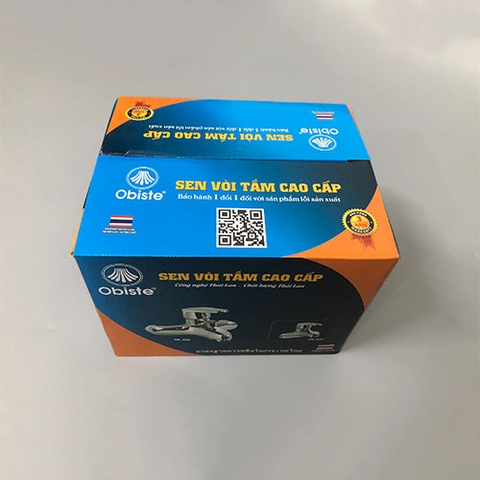 Obiste
SEN VÒI TẮM CAO CẤP
Bảo hành 1 đổi 1 đối với sản phẩm lỗi sản xuất
Obiste®
SEN VÒI TẮM CAO CẤP
Bảo hành 1 đổi 1 đối với sản phẩm lỗi sản xuất
3
Obiste®
SEN VÒI TẮM CAO CẤP
Công nghệ Thái Lan - Chất lượng Thái Lan